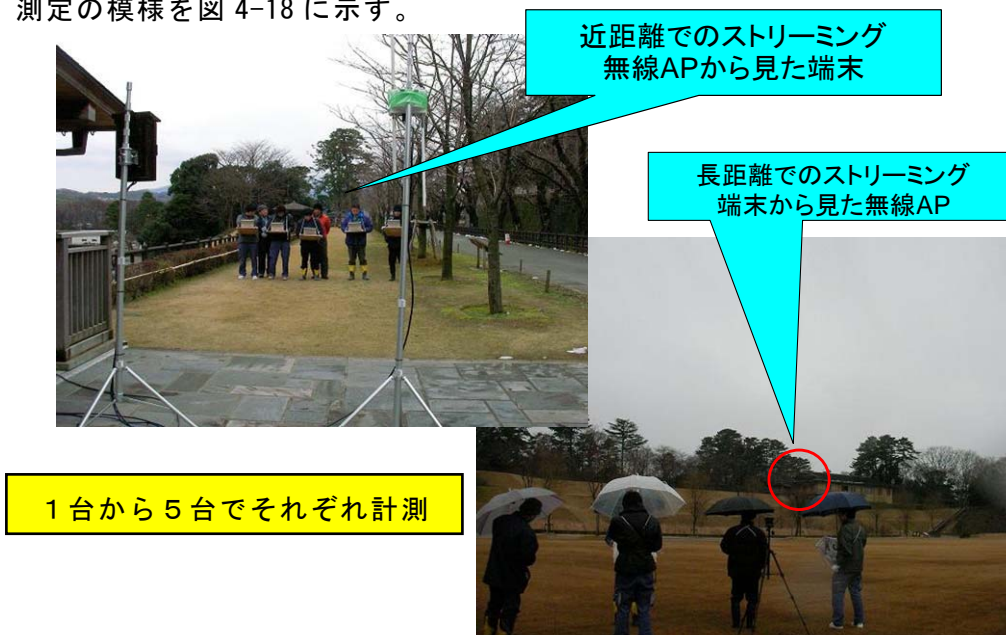 測定の模様を図 4-18 に示す。
近距離でのストリーミング
無線APから見た端末
長距離でのストリーミング
端末から見た無線AP
１台から５台でそれぞれ計測